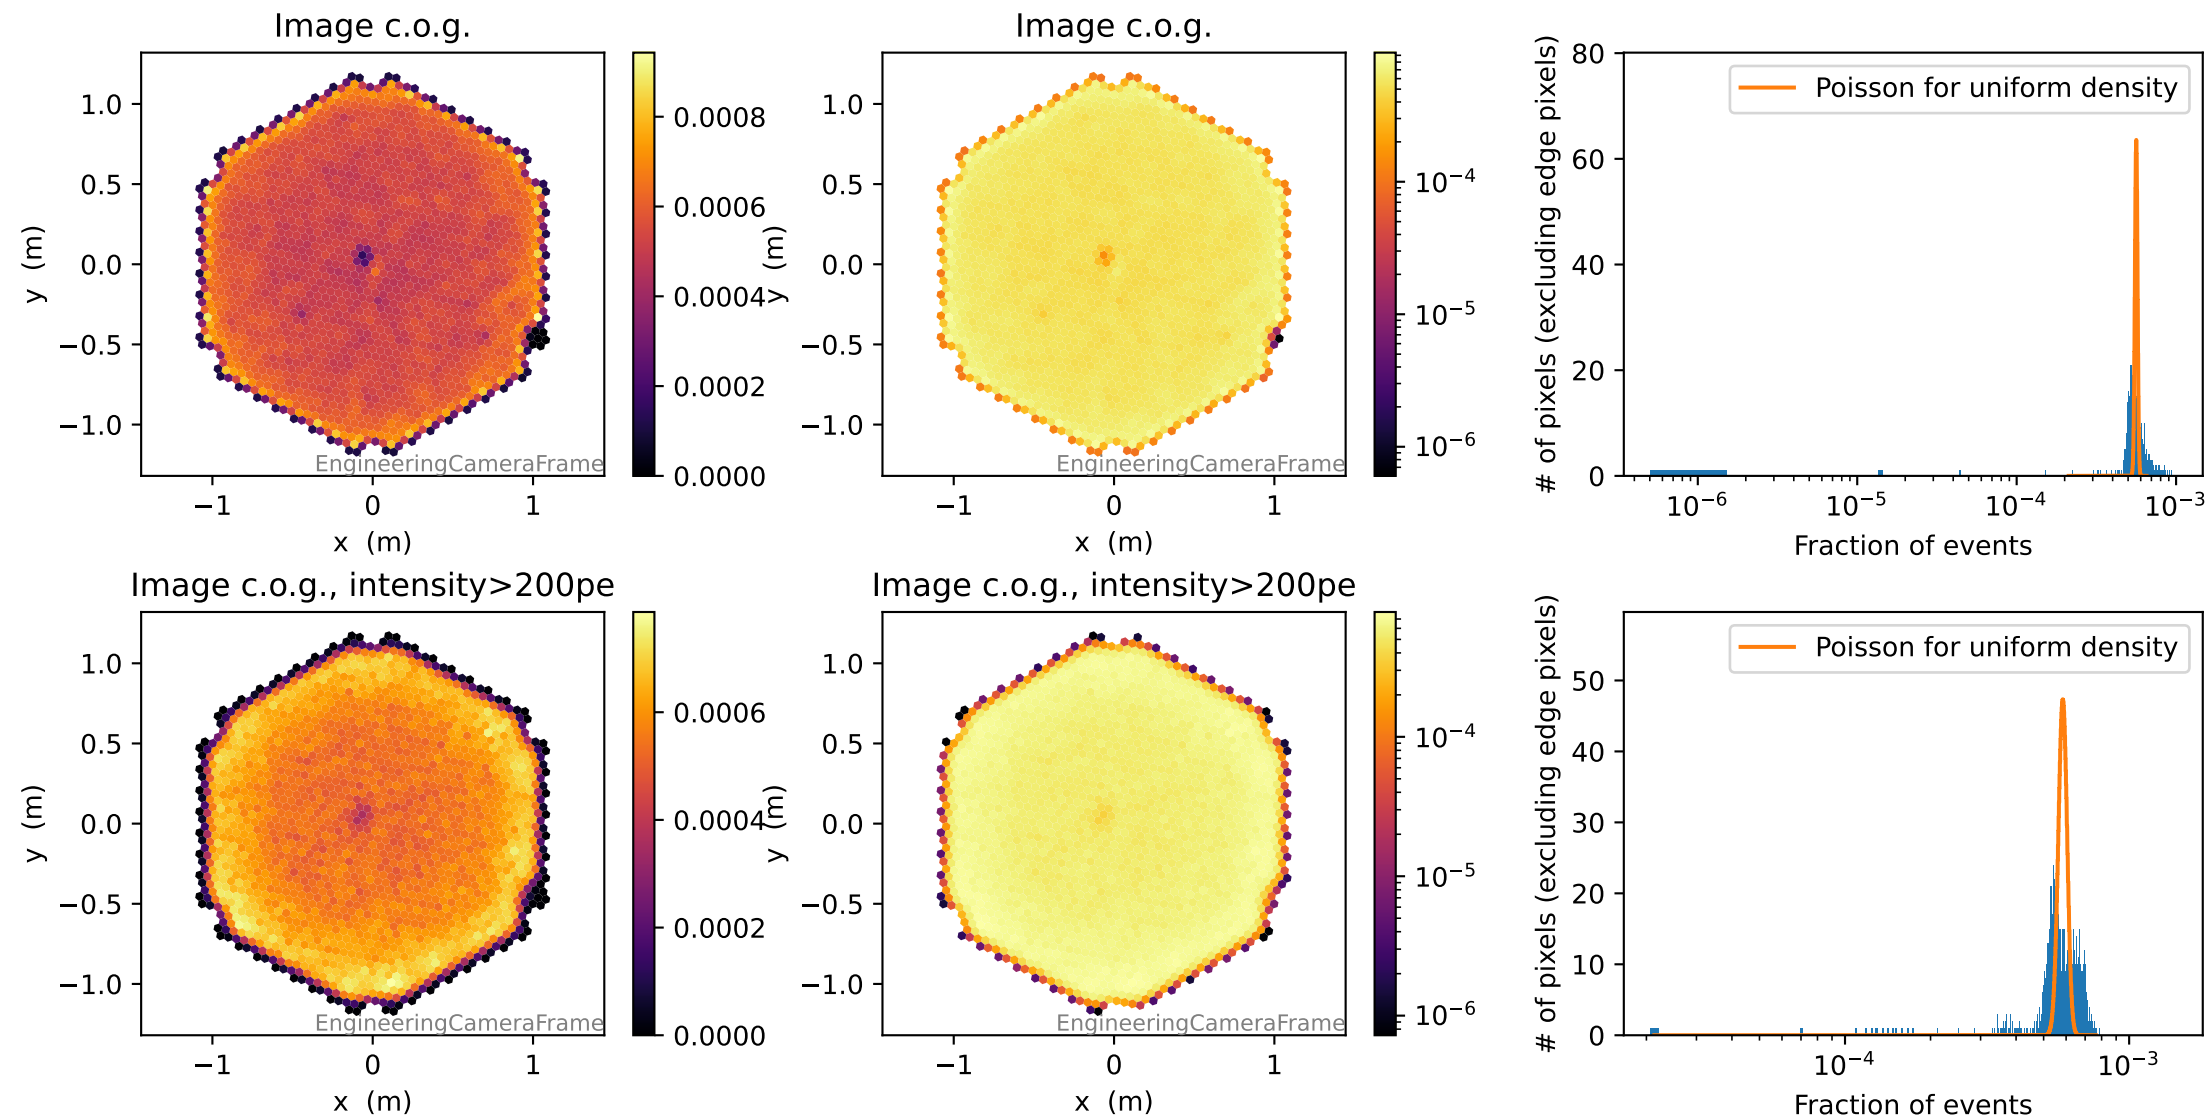 Image c.o.g.
1.0
0.5
0.0
−0.5
−1.0
y (m)
−1 0 1
x (m)
EngineeringCameraFrame
0.0008
0.0006
0.0004
0.0002
0.0000
Image c.o.g.
1.0
0.5
0.0
−0.5
−1.0
y (m)
−1 0 1
x (m)
EngineeringCameraFrame
10⁻⁴
10⁻⁵
10⁻⁶
80
60
40
20
0
# of pixels (excluding edge pixels)
Poisson for uniform density
10⁻⁶ 10⁻⁵ 10⁻⁴ 10⁻³
Fraction of events
Image c.o.g., intensity>200pe
1.0
0.5
0.0
−0.5
−1.0
y (m)
−1 0 1
x (m)
EngineeringCameraFrame
0.0006
0.0004
0.0002
0.0000
Image c.o.g., intensity>200pe
1.0
0.5
0.0
−0.5
−1.0
y (m)
−1 0 1
x (m)
EngineeringCameraFrame
10⁻⁴
10⁻⁵
10⁻⁶
50
40
30
20
10
0
# of pixels (excluding edge pixels)
Poisson for uniform density
10⁻⁴ 10⁻³
Fraction of events